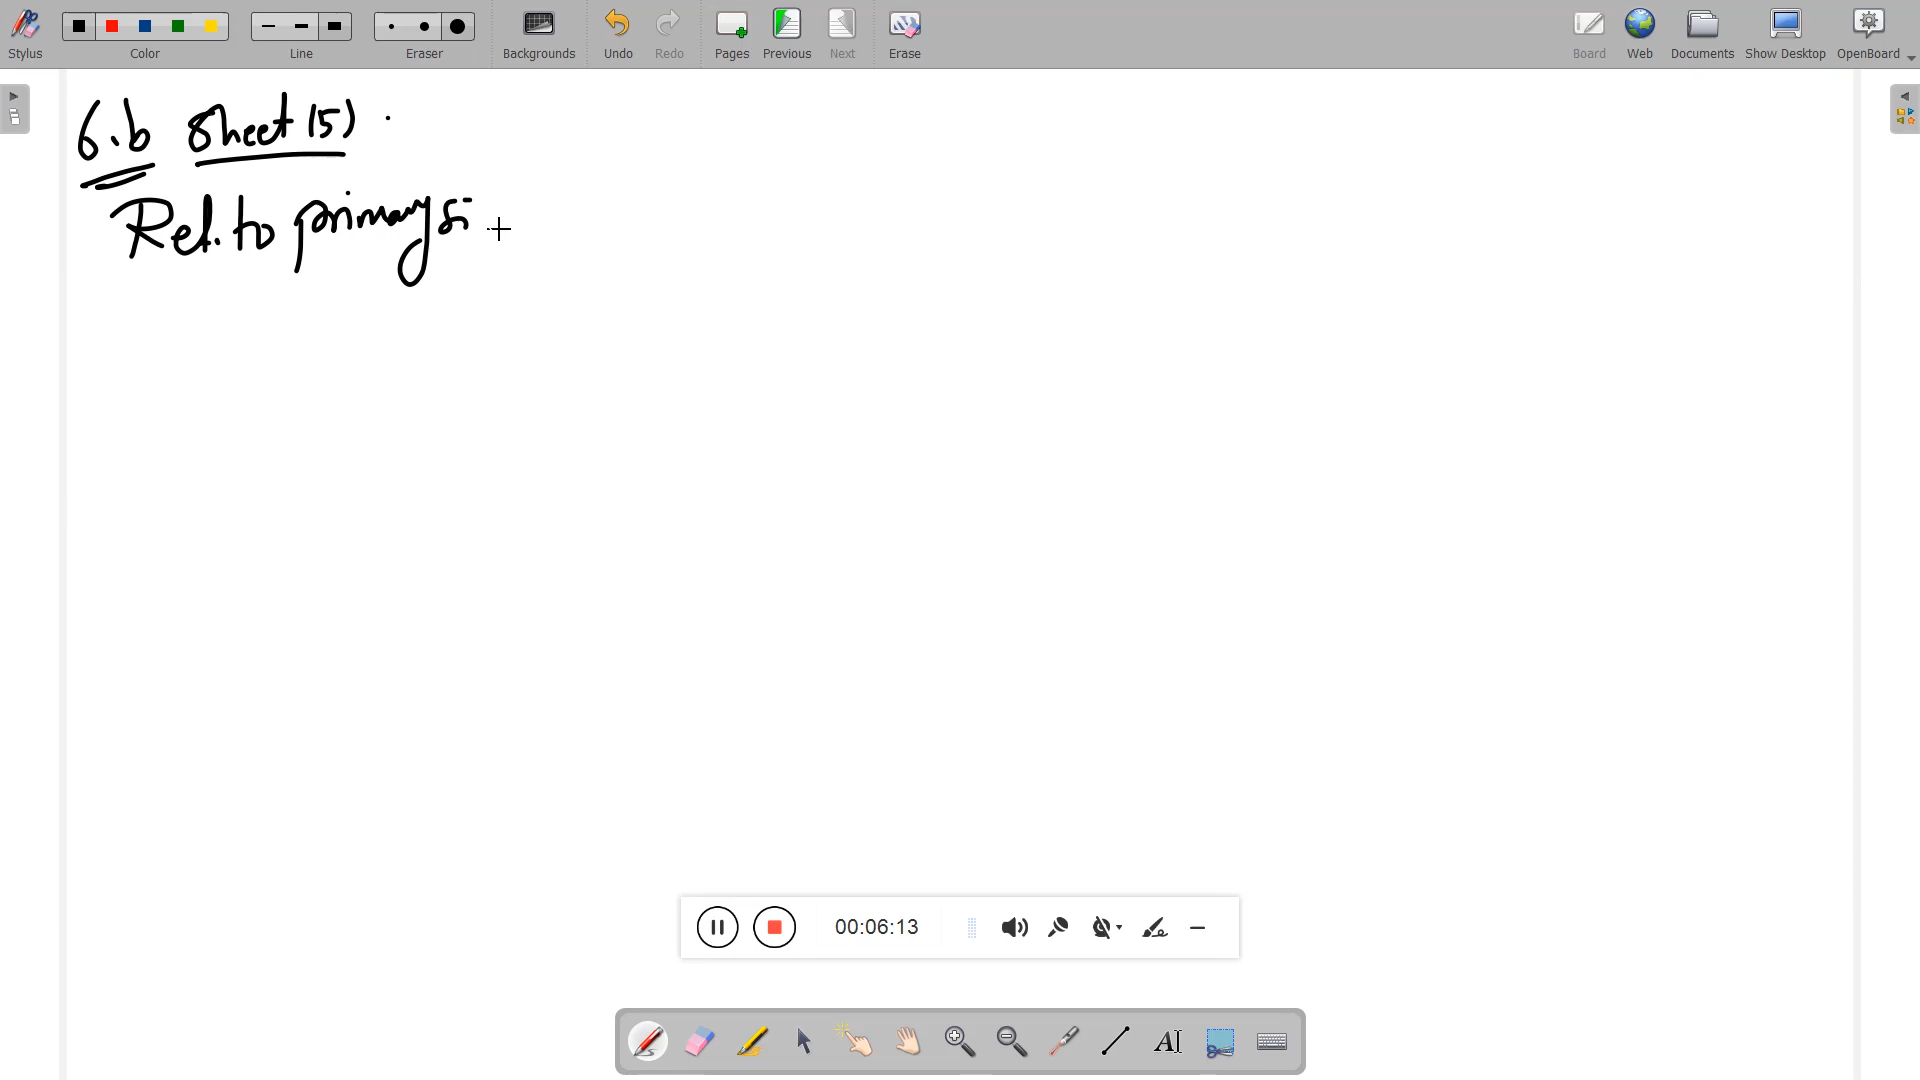 Stylus Color Line Eraser Backgrounds Undo Redo Pages Previous Next Erase Board Web Documents Show Desktop OpenBoard
6.b sheet (5)
Rel. to primary si
00:06:13